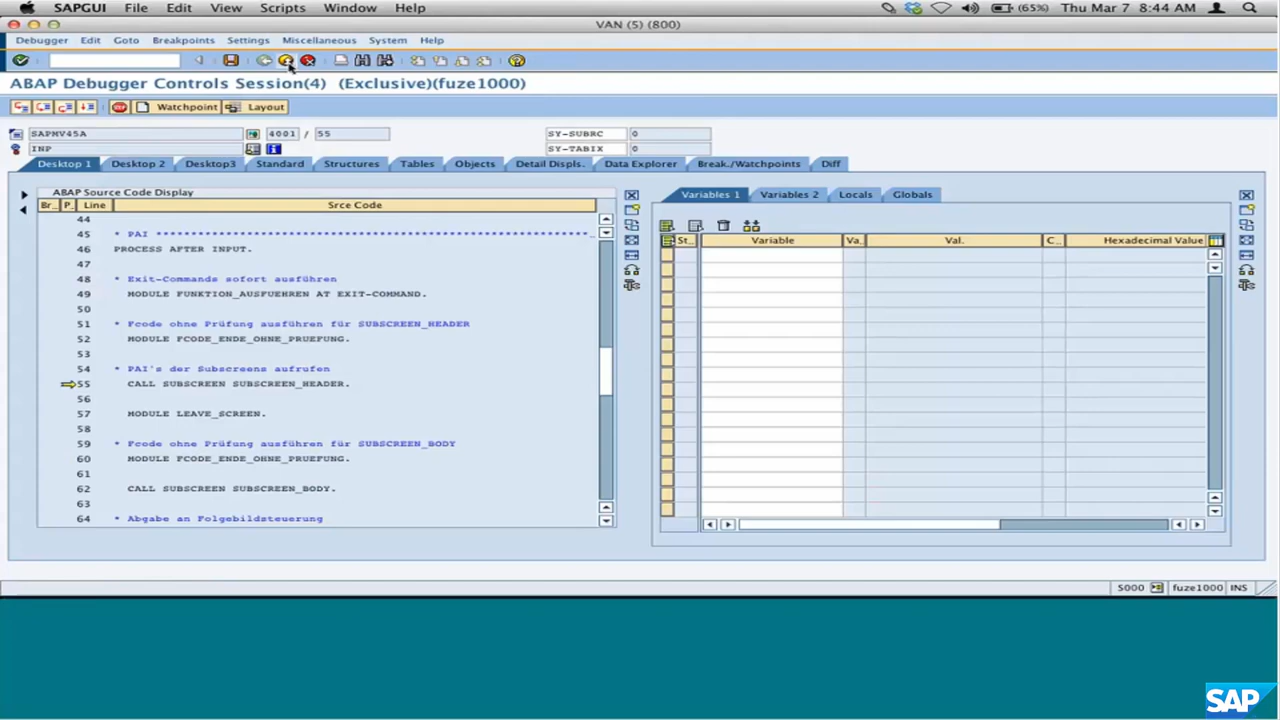 SAPGUI File Edit View Scripts Window Help (65%) Thu Mar 7 8:44 AM
VAN (5) (800)
Debugger Edit Goto Breakpoints Settings Miscellaneous System Help
ABAP Debugger Controls Session(4) (Exclusive)(fuze1000)
Watchpoint Layout
SAPMV45A 4001 / 55 SY-SUBRC 0
INP SY-TABIX 0
Desktop 1 Desktop 2 Desktop3 Standard Structures Tables Objects Detail Displs. Data Explorer Break./Watchpoints Diff
ABAP Source Code Display
Br.. P. Line Srce Code
44
45 * PAI ****************************************************************
46 PROCESS AFTER INPUT.
47
48 * Exit-Commands sofort ausführen
49 MODULE FUNKTION_AUSFUEHREN AT EXIT-COMMAND.
50
51 * Fcode ohne Prüfung ausführen für SUBSCREEN_HEADER
52 MODULE FCODE_ENDE_OHNE_PRUEFUNG.
53
54 * PAI's der Subscreens aufrufen
55 CALL SUBSCREEN SUBSCREEN_HEADER.
56
57 MODULE LEAVE_SCREEN.
58
59 * Fcode ohne Prüfung ausführen für SUBSCREEN_BODY
60 MODULE FCODE_ENDE_OHNE_PRUEFUNG.
61
62 CALL SUBSCREEN SUBSCREEN_BODY.
63
64 * Abgabe an Folgebildsteuerung
Variables 1 Variables 2 Locals Globals
St.. Variable Va. Val. C.. Hexadecimal Value
5000 fuze1000 INS
SAP